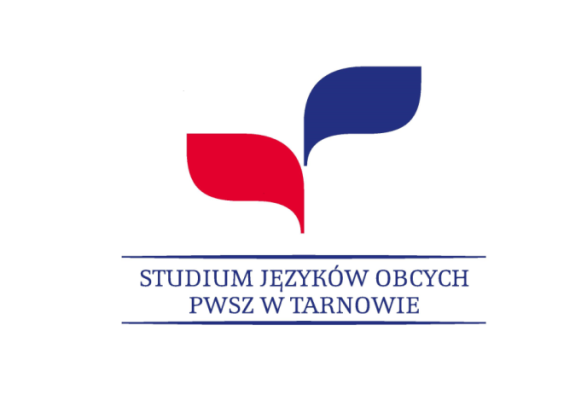 STUDIUM JĘZYKÓW OBCYCH
PWSZ W TARNOWIE